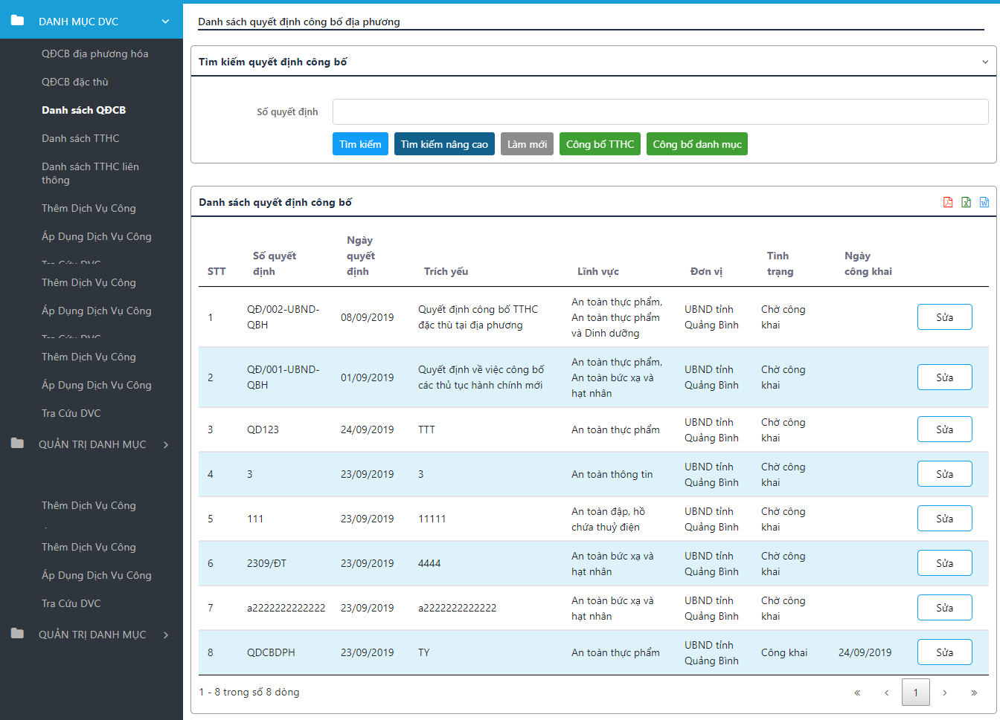 DANH MỤC DVC
QĐCB địa phương hóa
QĐCB đặc thù
Danh sách QĐCB
Danh sách TTHC
Danh sách TTHC liên
thông
Thêm Dịch Vụ Công
Áp Dụng Dịch Vụ Công
Tra Cứu DVC
Thêm Dịch Vụ Công
Áp Dụng Dịch Vụ Công
Tra Cứu DVC
Thêm Dịch Vụ Công
Áp Dụng Dịch Vụ Công
Tra Cứu DVC
QUẢN TRỊ DANH MỤC
Thêm Dịch Vụ Công
Thêm Dịch Vụ Công
Áp Dụng Dịch Vụ Công
Tra Cứu DVC
QUẢN TRỊ DANH MỤC
Danh sách quyết định công bố địa phương
Tìm kiếm quyết định công bố
Số quyết định
Tìm kiếm Tìm kiếm nâng cao Làm mới Công bố TTHC Công bố danh mục
Danh sách quyết định công bố
Ngày
Số quyết quyết Tình Ngày
STT định định Trích yếu Lĩnh vực Đơn vị trạng công khai
An toàn thực phẩm,
QĐ/002-UBND- Quyết định công bố TTHC UBND tỉnh Chờ công
1 08/09/2019 An toàn thực phẩm Sửa
QBH đặc thù tại địa phương Quảng Bình khai
và Dinh dưỡng
An toàn thực phẩm,
QĐ/001-UBND- Quyết định về việc công bố UBND tỉnh Chờ công
2 01/09/2019 An toàn bức xạ và Sửa
QBH các thủ tục hành chính mới Quảng Bình khai
hạt nhân
UBND tỉnh Chờ công
3 QD123 24/09/2019 TTT An toàn thực phẩm Sửa
Quảng Bình khai
UBND tỉnh Chờ công
4 3 23/09/2019 3 An toàn thông tin Sửa
Quảng Bình khai
An toàn đập, hồ UBND tỉnh Chờ công
5 111 23/09/2019 11111 Sửa
chứa thuỷ điện Quảng Bình khai
An toàn bức xạ và UBND tỉnh Chờ công
6 2309/ĐT 23/09/2019 4444 Sửa
hạt nhân Quảng Bình khai
An toàn bức xạ và UBND tỉnh Chờ công
7 a2222222222222 23/09/2019 a2222222222222 Sửa
hạt nhân Quảng Bình khai
UBND tỉnh
8 QDCBDPH 23/09/2019 TY An toàn thực phẩm Công khai 24/09/2019 Sửa
Quảng Bình
1 - 8 trong số 8 dòng
« ‹ 1 › »